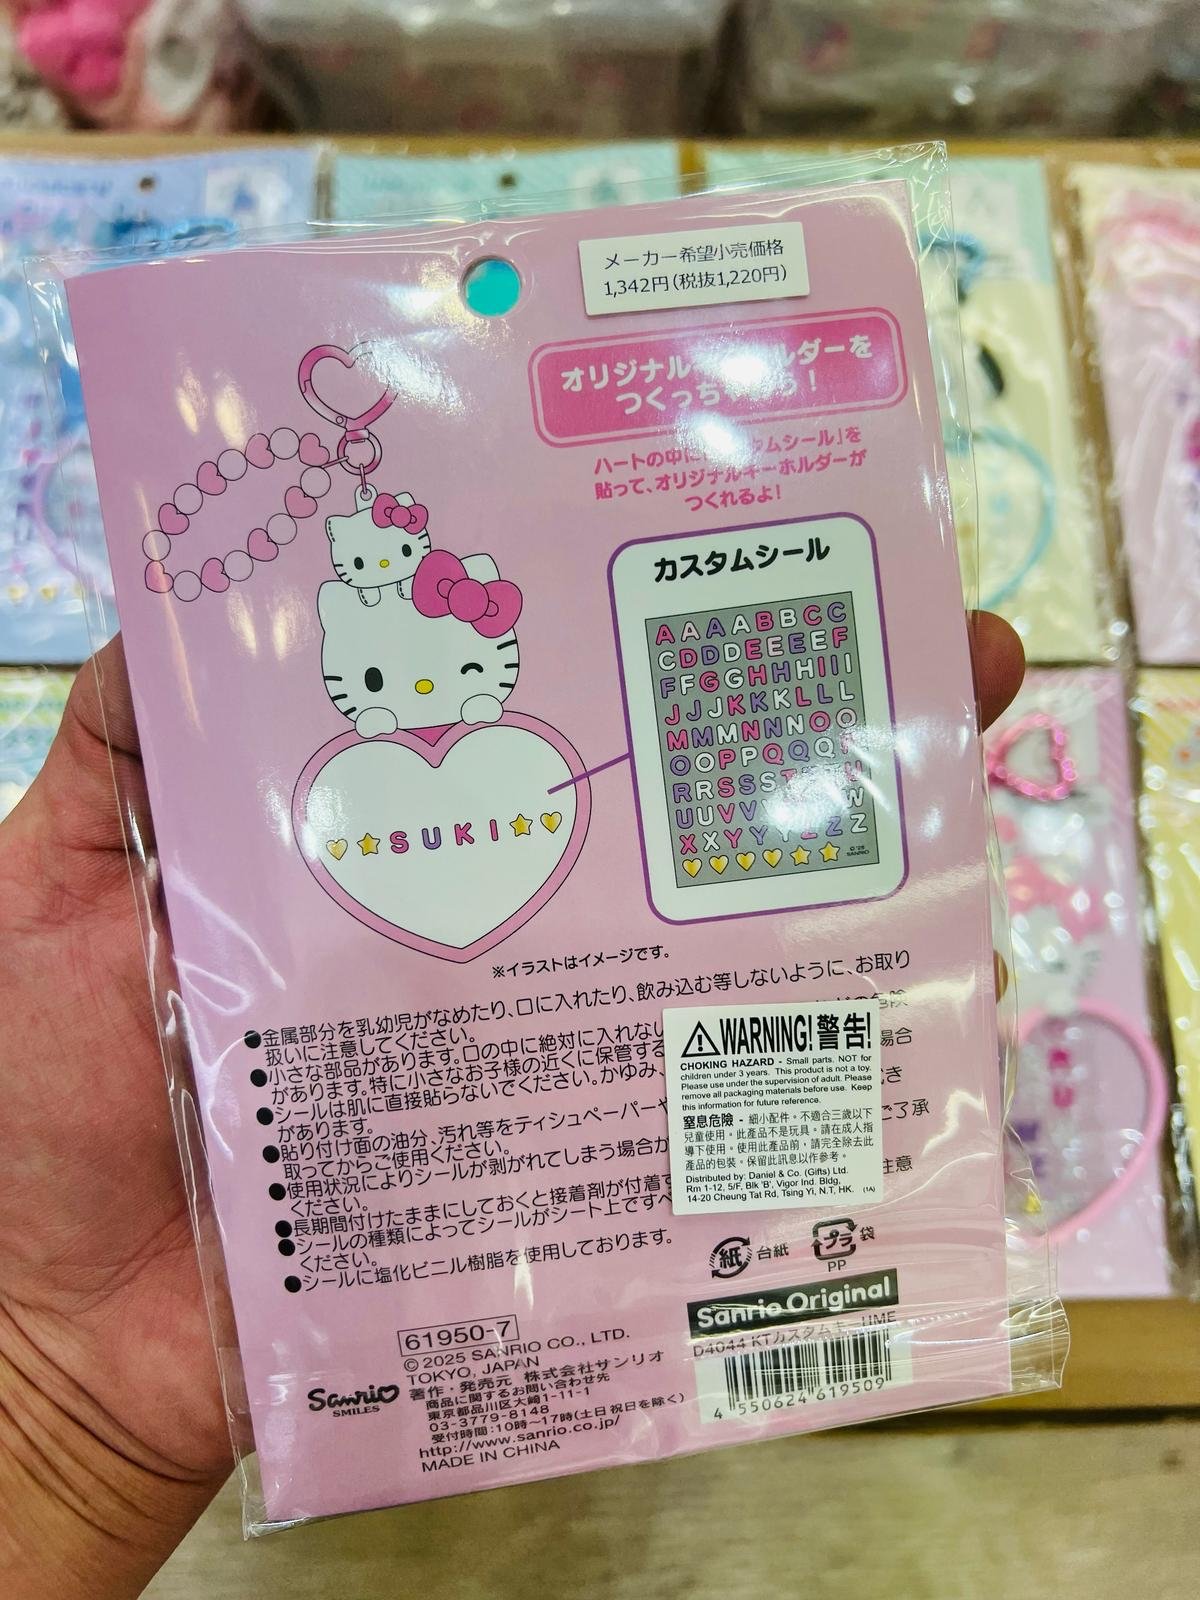 メーカー希望小売価格
1,342円(税抜1,220円)
オリジナル ルダーを
つくっちゃ う!
ハートの中に タムシール」を
貼って、オリジナルキーホルダーが
つくれるよ!
カスタムシール
A A A A B B C C
C D D D E E E E F
F F G G H H H I I I
J J J K K K L L L
M M M N N N O O
O O P P Q Q Q
R R S S S
U U V V W
X X Y Y Y Z Z Z
© '25
SANRIO
SUKI
※イラストはイメージです。
●金属部分を乳幼児がなめたり、口に入れたり、飲み込む等しないように、お取り
扱いに注意してください。
●小さな部品があります。口の中に絶対に入れない の危険
があります。特に小さなお子様の近くに保管する 場合
●シールは肌に直接貼らないでください。かゆみ、
があります。
●貼り付け面の油分、汚れ等をティシュペーパーや き
取ってからご使用ください。
●使用状況によりシールが剥がれてしまう場合が ご了承
ください。
●長期間付けたままにしておくと接着剤が付着す 注意
●シールの種類によってシールがシート上ですべ
ください。
●シールに塩化ビニル樹脂を使用しております。
WARNING! 警告!
CHOKING HAZARD - Small parts. NOT for
children under 3 years. This product is not a toy.
Please use under the supervision of adult. Please
remove all packaging materials before use. Keep
this information for future reference.
窒息危險 - 細小配件。不適合三歲以下
兒童使用。此產品不是玩具。請在成人指
導下使用。使用此產品前，請完全除去此
產品的包裝。保留此訊息以作參考。
Distributed by: Daniel & Co. (Gifts) Ltd.
Rm 1-12, 5/F, Blk 'B', Vigor Ind. Bldg,
14-20 Cheung Tat Rd, Tsing Yi, N.T, HK. (1A)
紙 台紙
プラ 袋
PP
Sanrio Original
D4044 KTカスタムキーUME
4 550624 619509
61950-7
© 2025 SANRIO CO., LTD.
TOKYO, JAPAN
著作・発売元 株式会社サンリオ
商品に関するお問い合わせ先
東京都品川区大崎1-11-1
03-3779-8148
受付時間:10時〜17時(土日祝日を除く)
http://www.sanrio.co.jp/
MADE IN CHINA
Sanrio
SMILES